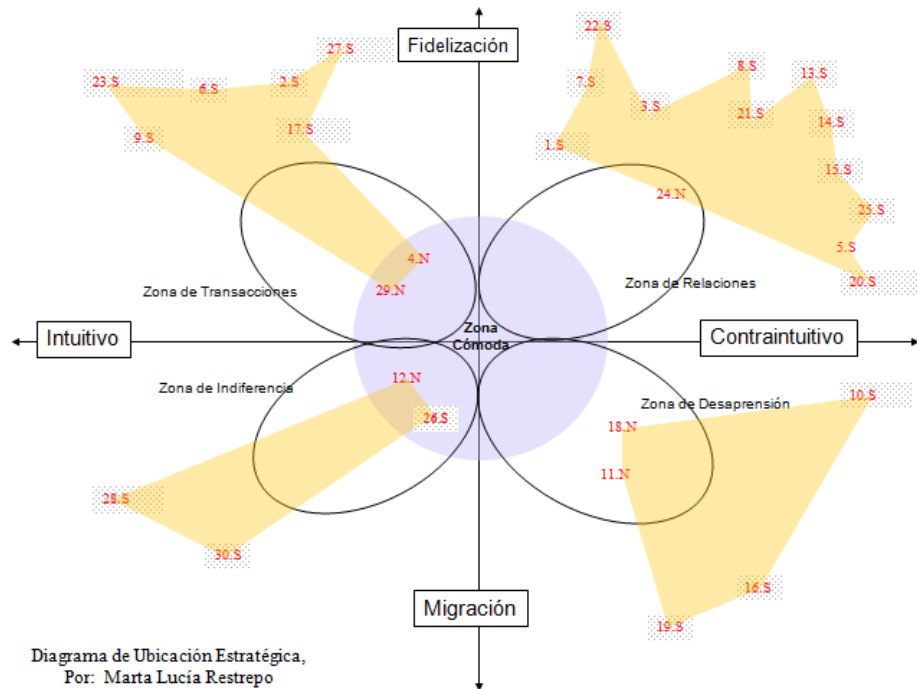 22.S
Fidelización
27.S
8.S
13.S
23.S
6.S
2.S
7.S
3.S
21.S
14.S
17.S
9.S
1.S
15.S
24.N
25.S
5.S
4.N
20.S
29.N
Zona de Transacciones
Zona de Relaciones
Zona
Cómoda
Intuitivo
Contraintuitivo
12.N
Zona de Indiferencia
10.S
Zona de Desaprensión
26.S
18.N
11.N
28.S
30.S
16.S
Migración
19.S
Diagrama de Ubicación Estratégica,
Por: Marta Lucía Restrepo